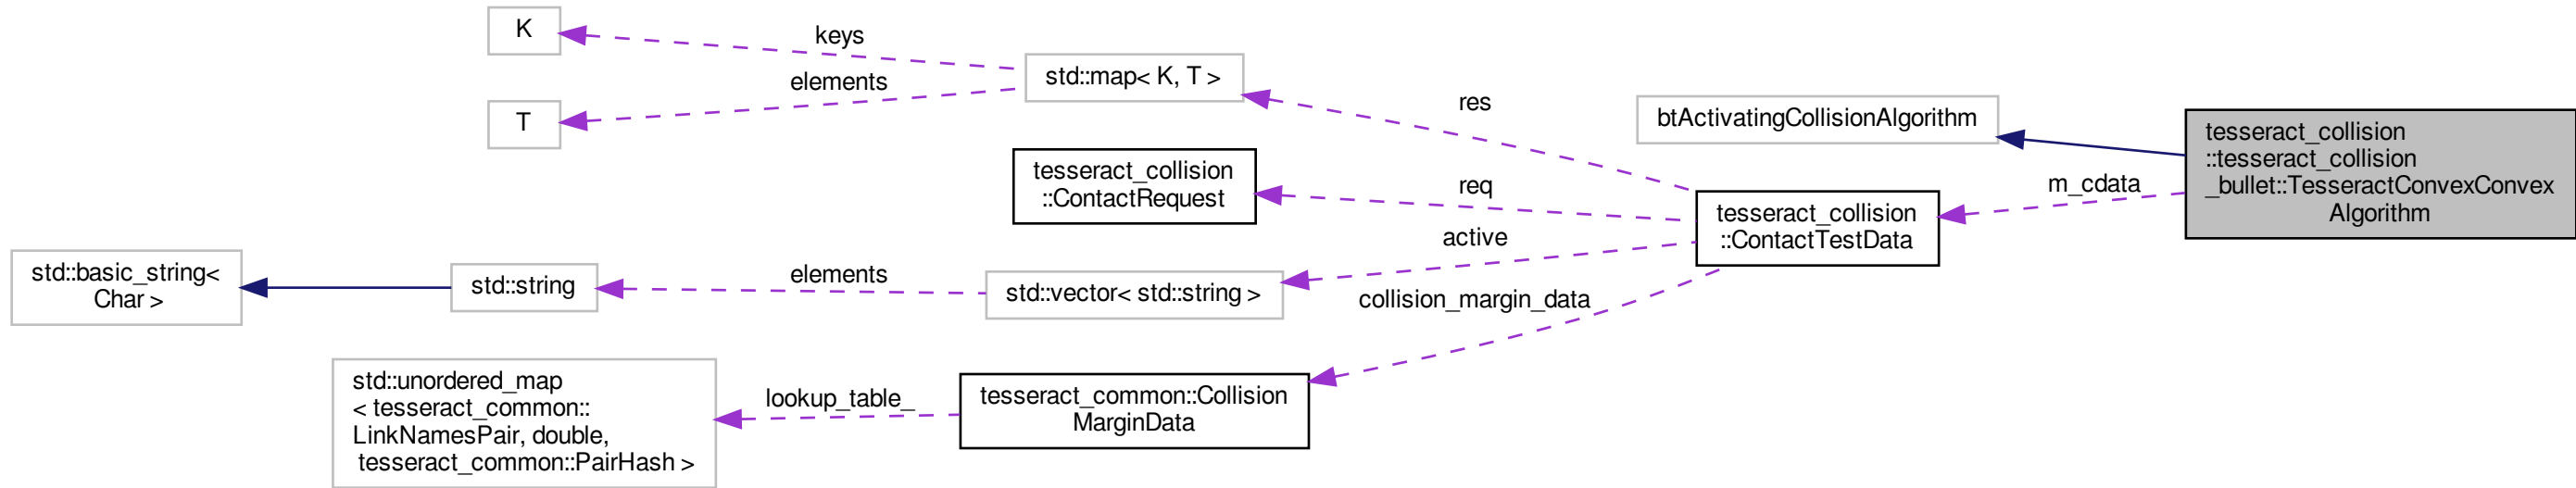 K
keys
std::map< K, T >
elements
T
res
btActivatingCollisionAlgorithm
tesseract_collision
::tesseract_collision
_bullet::TesseractConvexConvex
Algorithm
m_cdata
tesseract_collision
::ContactRequest
req
tesseract_collision
::ContactTestData
active
std::basic_string<
Char >
std::string
elements
std::vector< std::string >
collision_margin_data
std::unordered_map
< tesseract_common::
LinkNamesPair, double,
tesseract_common::PairHash >
lookup_table_
tesseract_common::Collision
MarginData